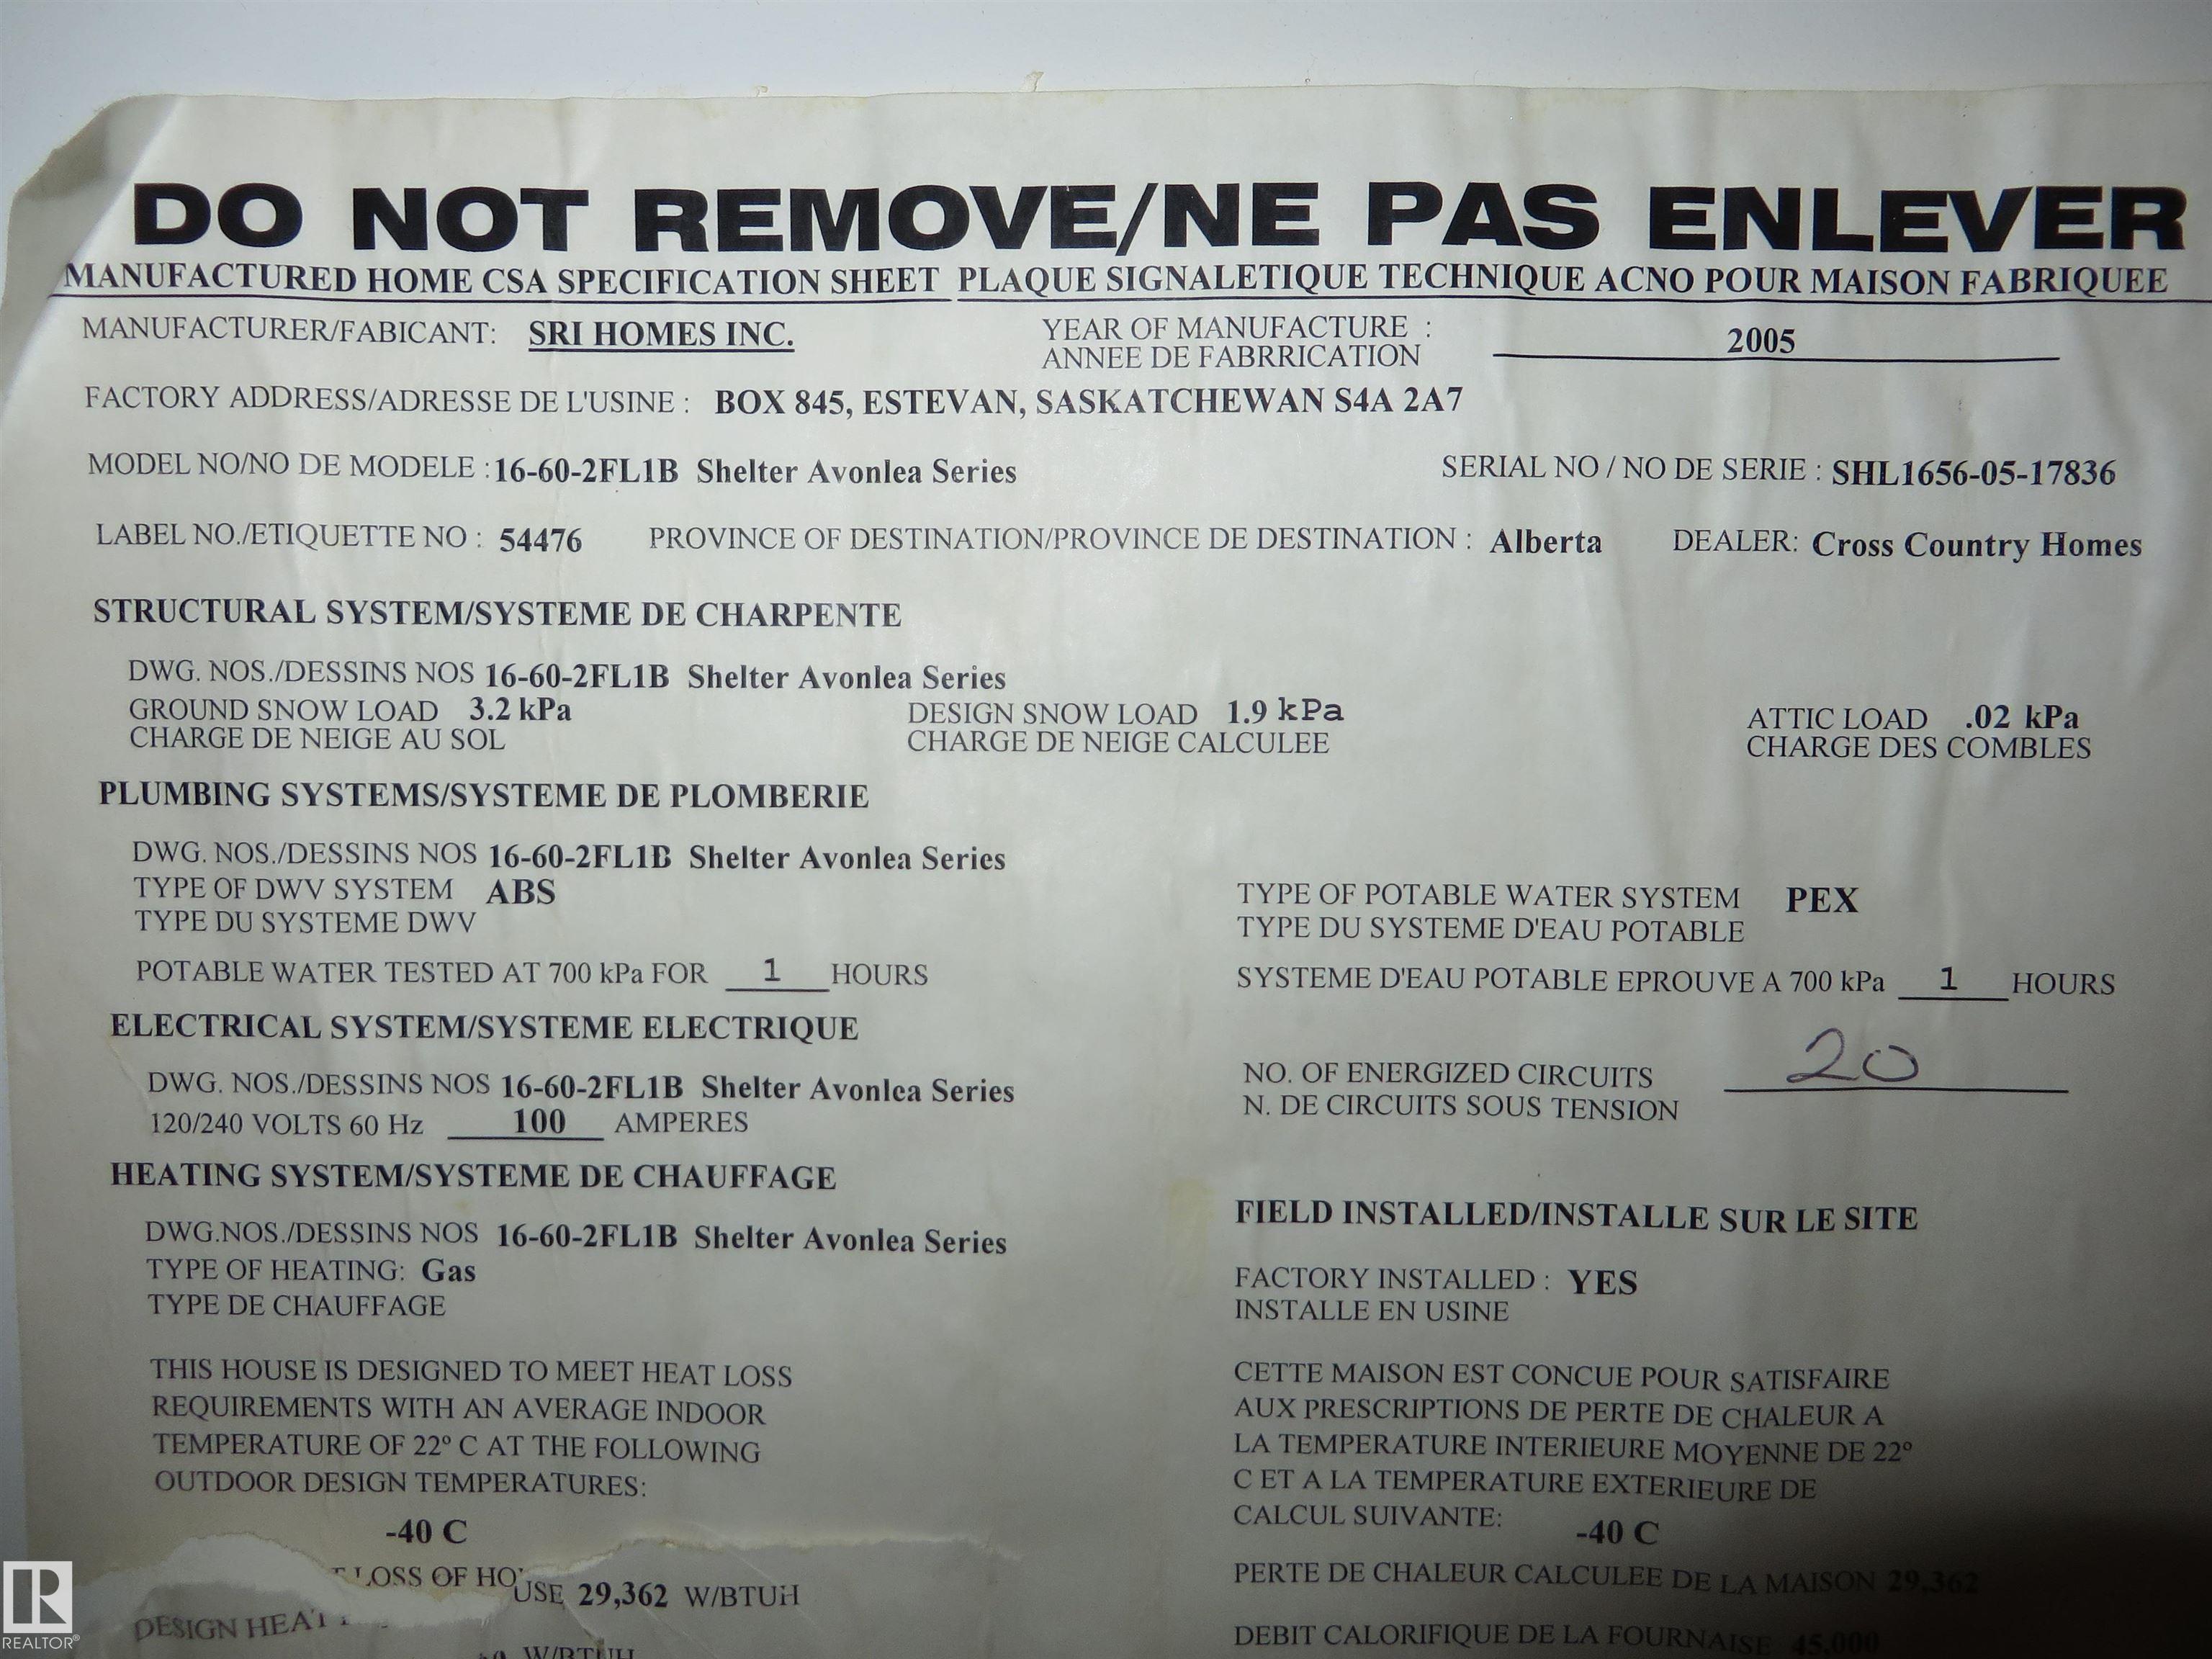 DO NOT REMOVE/NE PAS ENLEVER
MANUFACTURED HOME CSA SPECIFICATION SHEET PLAQUE SIGNALETIQUE TECHNIQUE ACNO POUR MAISON FABRIQUEE
MANUFACTURER/FABICANT: SRI HOMES INC. YEAR OF MANUFACTURE : 2005
ANNEE DE FABRRICATION
FACTORY ADDRESS/ADRESSE DE L'USINE : BOX 845, ESTEVAN, SASKATCHEWAN S4A 2A7
MODEL NO/NO DE MODELE :16-60-2FL1B Shelter Avonlea Series SERIAL NO / NO DE SERIE : SHL1656-05-17836
LABEL NO./ETIQUETTE NO : 54476 PROVINCE OF DESTINATION/PROVINCE DE DESTINATION : Alberta DEALER: Cross Country Homes
STRUCTURAL SYSTEM/SYSTEME DE CHARPENTE
DWG. NOS./DESSINS NOS 16-60-2FL1B Shelter Avonlea Series
GROUND SNOW LOAD 3.2 kPa DESIGN SNOW LOAD 1.9 kPa ATTIC LOAD .02 kPa
CHARGE DE NEIGE AU SOL CHARGE DE NEIGE CALCULEE CHARGE DES COMBLES
PLUMBING SYSTEMS/SYSTEME DE PLOMBERIE
DWG. NOS./DESSINS NOS 16-60-2FL1B Shelter Avonlea Series
TYPE OF DWV SYSTEM ABS TYPE OF POTABLE WATER SYSTEM PEX
TYPE DU SYSTEME DWV TYPE DU SYSTEME D'EAU POTABLE
POTABLE WATER TESTED AT 700 kPa FOR 1 HOURS SYSTEME D'EAU POTABLE EPROUVE A 700 kPa 1 HOURS
ELECTRICAL SYSTEM/SYSTEME ELECTRIQUE
DWG. NOS./DESSINS NOS 16-60-2FL1B Shelter Avonlea Series NO. OF ENERGIZED CIRCUITS 20
120/240 VOLTS 60 Hz 100 AMPERES N. DE CIRCUITS SOUS TENSION
HEATING SYSTEM/SYSTEME DE CHAUFFAGE
FIELD INSTALLED/INSTALLE SUR LE SITE
DWG.NOS./DESSINS NOS 16-60-2FL1B Shelter Avonlea Series
TYPE OF HEATING: Gas FACTORY INSTALLED : YES
TYPE DE CHAUFFAGE INSTALLE EN USINE
THIS HOUSE IS DESIGNED TO MEET HEAT LOSS
REQUIREMENTS WITH AN AVERAGE INDOOR
TEMPERATURE OF 22º C AT THE FOLLOWING
OUTDOOR DESIGN TEMPERATURES:
-40 C
LOSS OF HOUSE 29,362 W/BTUH
DESIGN HEAT
W/BTUH
CETTE MAISON EST CONCUE POUR SATISFAIRE
AUX PRESCRIPTIONS DE PERTE DE CHALEUR A
LA TEMPERATURE INTERIEURE MOYENNE DE 22º
C ET A LA TEMPERATURE EXTERIEURE DE
CALCUL SUIVANTE:
-40 C
PERTE DE CHALEUR CALCULEE DE LA MAISON 29,362
DEBIT CALORIFIQUE DE LA FOURNAISE 45,000
REALTOR®